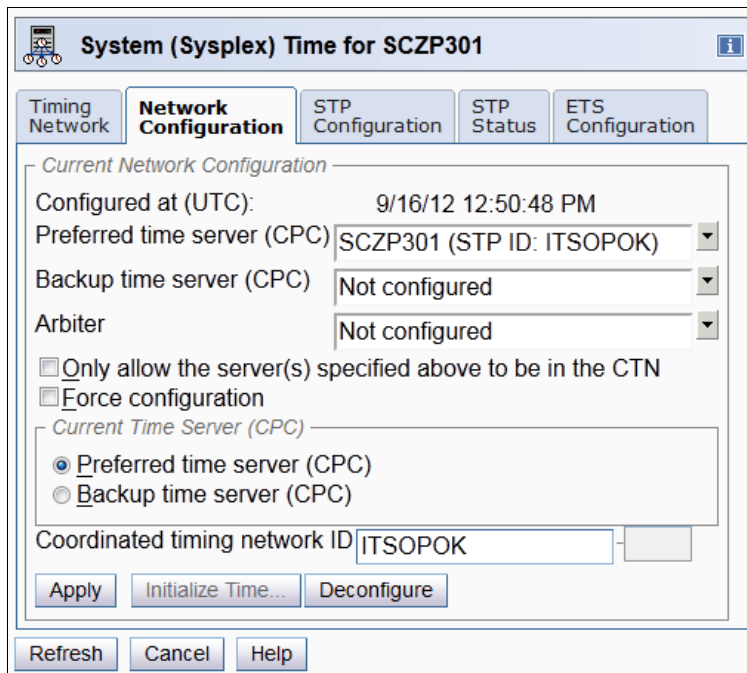 System (Sysplex) Time for SCZP301
i
Timing Network
Network Configuration
STP Configuration
STP Status
ETS Configuration
Current Network Configuration
Configured at (UTC): 9/16/12 12:50:48 PM
Preferred time server (CPC) SCZP301 (STP ID: ITSOPOK)
Backup time server (CPC) Not configured
Arbiter Not configured
Only allow the server(s) specified above to be in the CTN
Force configuration
Current Time Server (CPC)
Preferred time server (CPC)
Backup time server (CPC)
Coordinated timing network ID ITSOPOK -
Apply Initialize Time... Deconfigure
Refresh Cancel Help